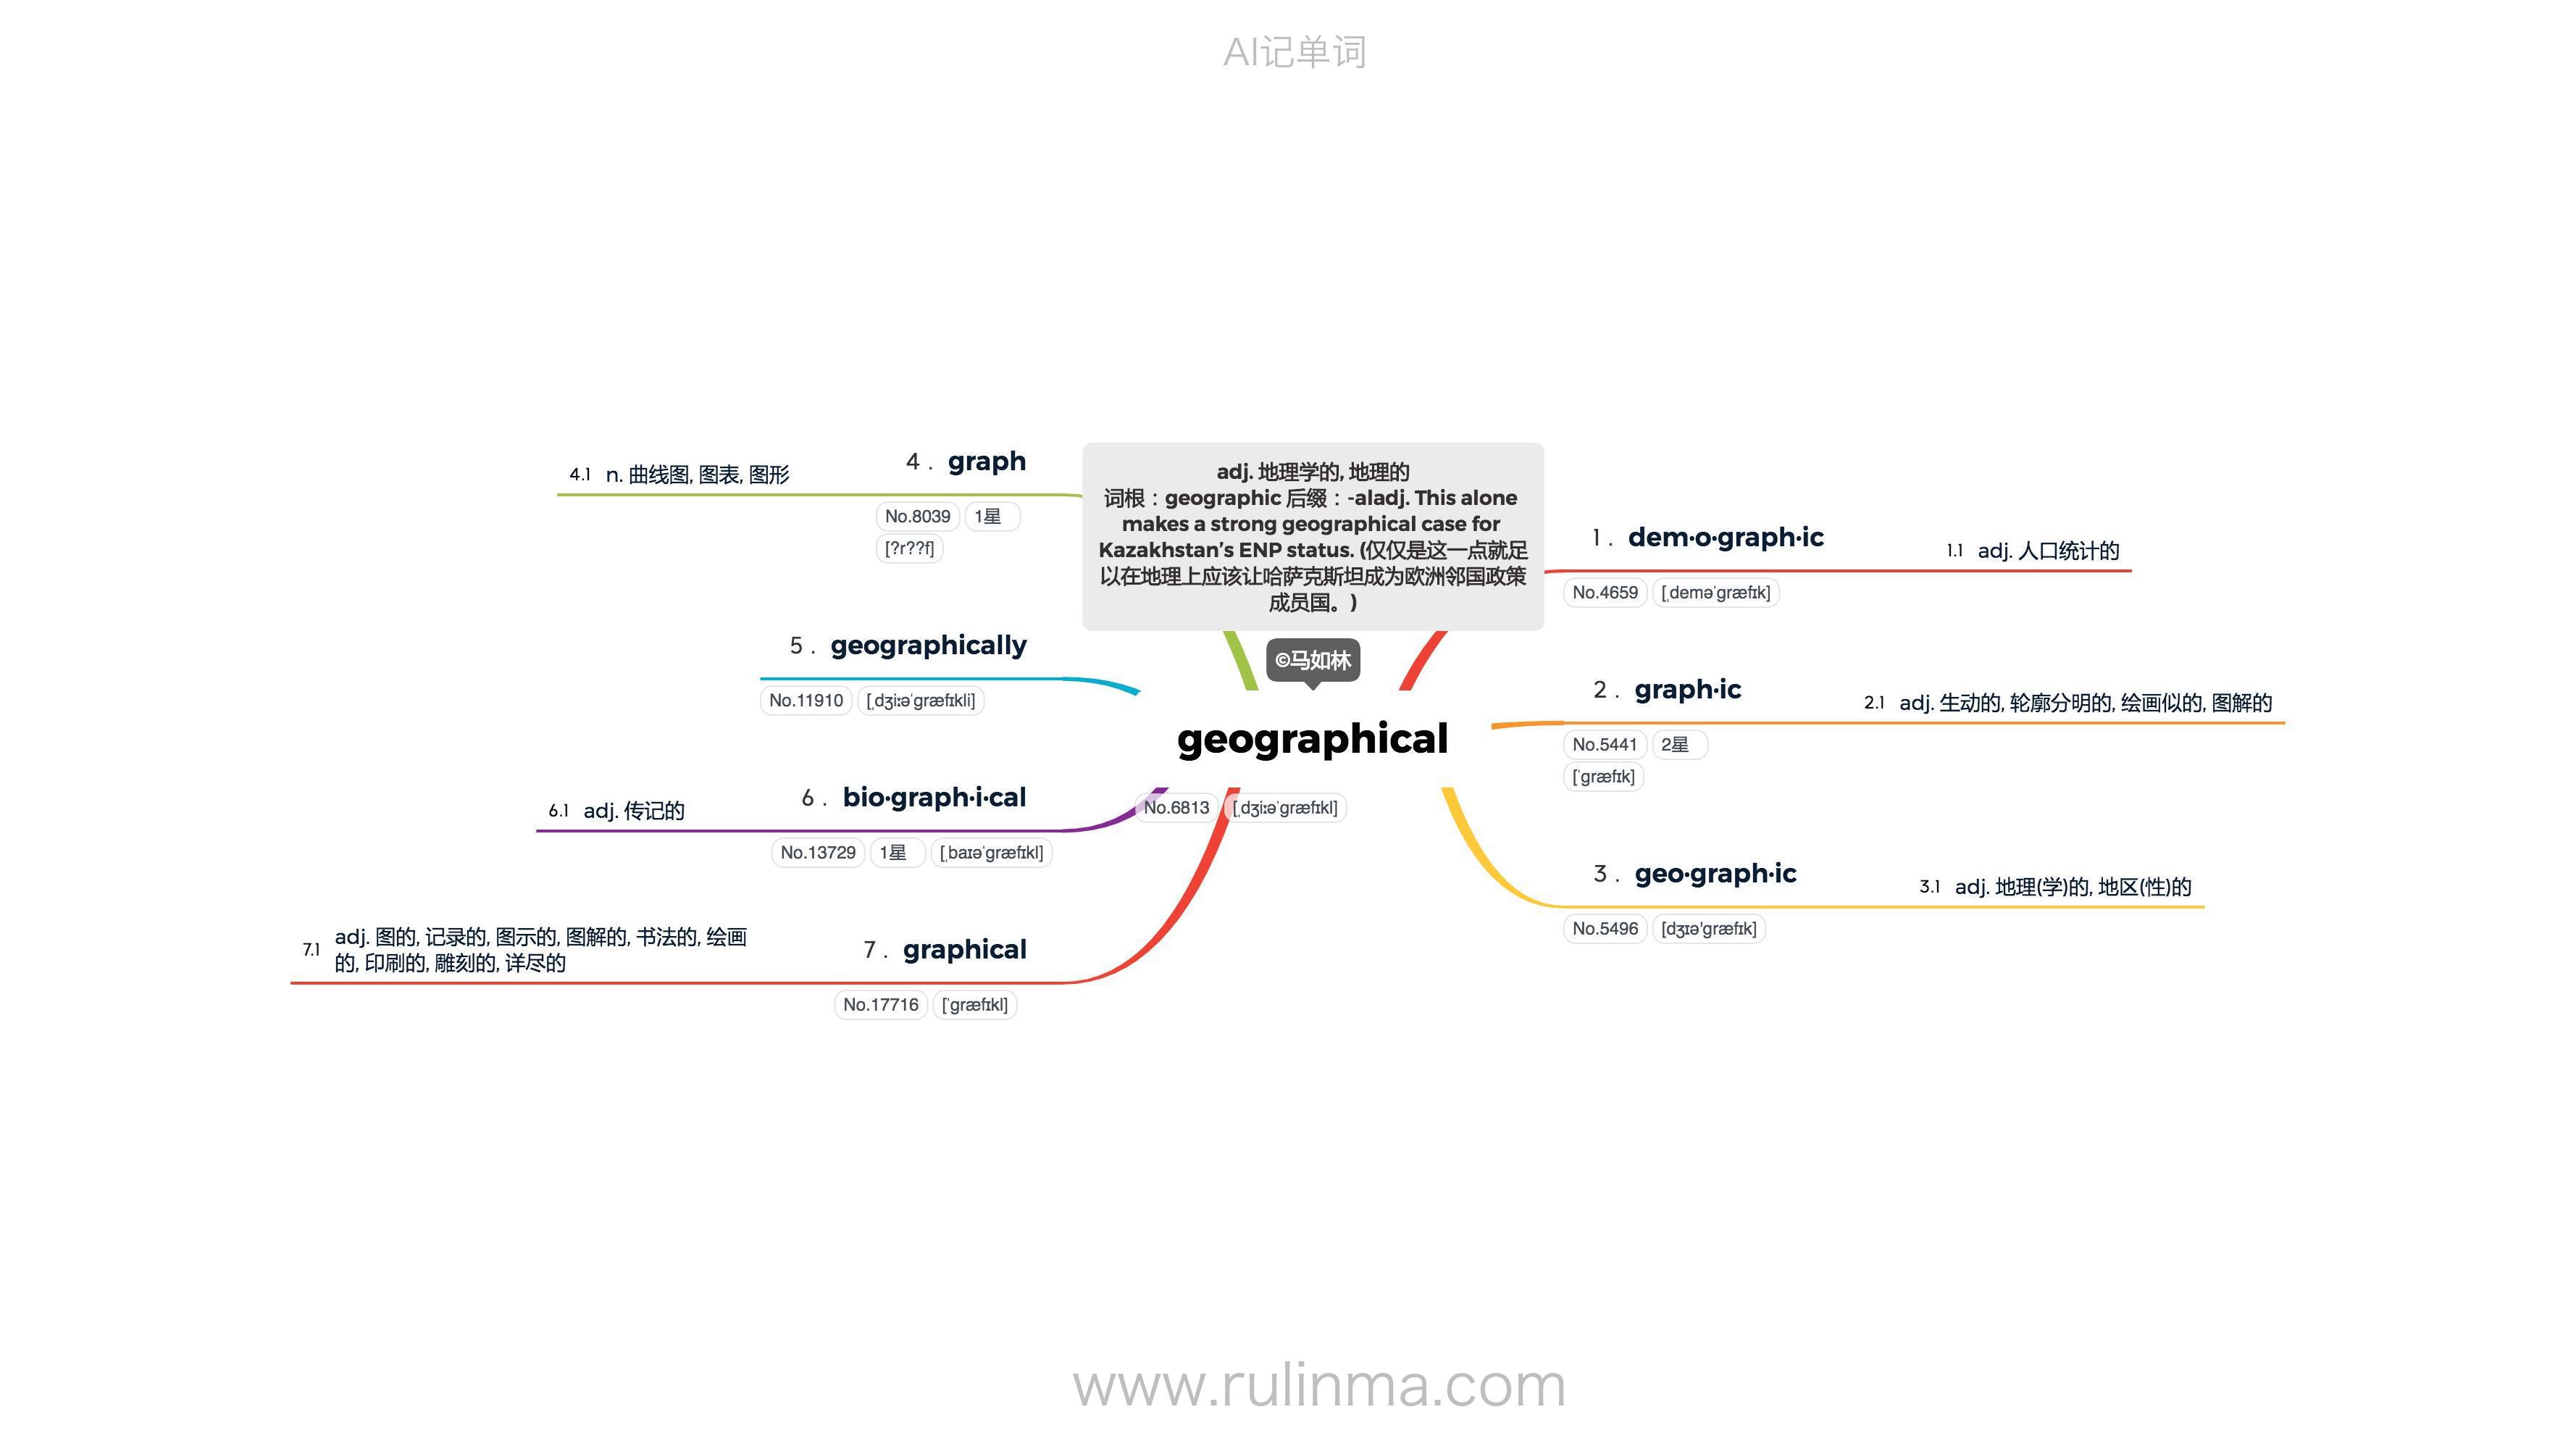 AI记单词
adj. 地理学的, 地理的
词根：geographic 后缀：-aladj. This alone
makes a strong geographical case for
Kazakhstan’s ENP status. (仅仅是这一点就足
以在地理上应该让哈萨克斯坦成为欧洲邻国政策
成员国。)
©马如林
geographical
No.6813 [ˌdʒiːəˈɡræfɪkl]
1. dem·o·graph·ic
No.4659 [ˌdeməˈɡræfɪk]
1.1 adj. 人口统计的
2. graph·ic
No.5441 2星
[ˈɡræfɪk]
2.1 adj. 生动的, 轮廓分明的, 绘画似的, 图解的
3. geo·graph·ic
No.5496 [dʒɪə'ɡræfɪk]
3.1 adj. 地理(学)的, 地区(性)的
4. graph
No.8039 1星
[?r??f]
4.1 n. 曲线图, 图表, 图形
5. geographically
No.11910 [ˌdʒiːəˈɡræfɪkli]
6. bio·graph·i·cal
No.13729 1星 [ˌbaɪəˈɡræfɪkl]
6.1 adj. 传记的
7. graphical
No.17716 [ˈɡræfɪkl]
7.1 adj. 图的, 记录的, 图示的, 图解的, 书法的, 绘画
的, 印刷的, 雕刻的, 详尽的
www.rulinma.com